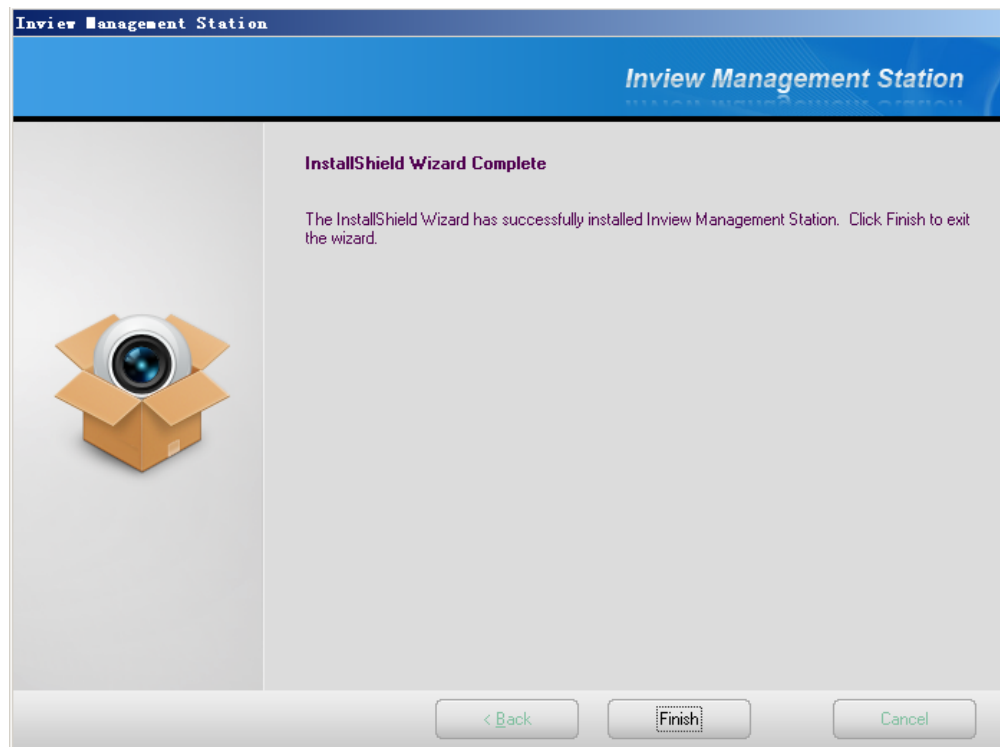 Inview Management Station
Inview Management Station
InstallShield Wizard Complete
The InstallShield Wizard has successfully installed Inview Management Station. Click Finish to exit
the wizard.
< Back
Finish
Cancel